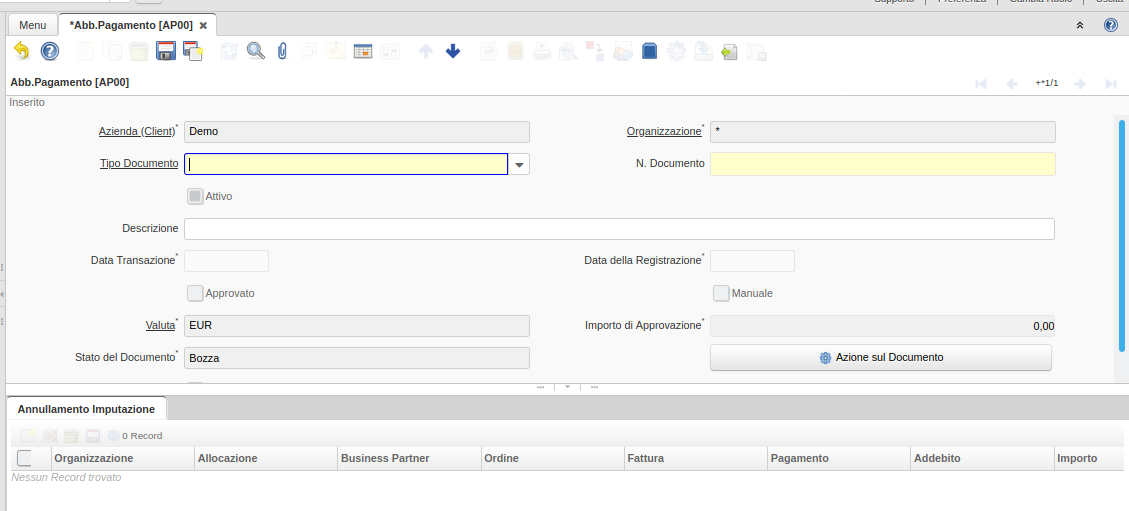 Supporto Preferenza Cambia Ruolo Uscita
Menu *Abb.Pagamento [AP00]
Abb.Pagamento [AP00] +*1/1
Inserito
Azienda (Client)* Demo Organizzazione* *
Tipo Documento N. Documento
Attivo
Descrizione
Data Transazione* Data della Registrazione*
Approvato Manuale
Valuta* EUR Importo di Approvazione* 0,00
Stato del Documento* Bozza Azione sul Documento
Annullamento Imputazione
0 Record
Organizzazione Allocazione Business Partner Ordine Fattura Pagamento Addebito Importo
Nessun Record trovato